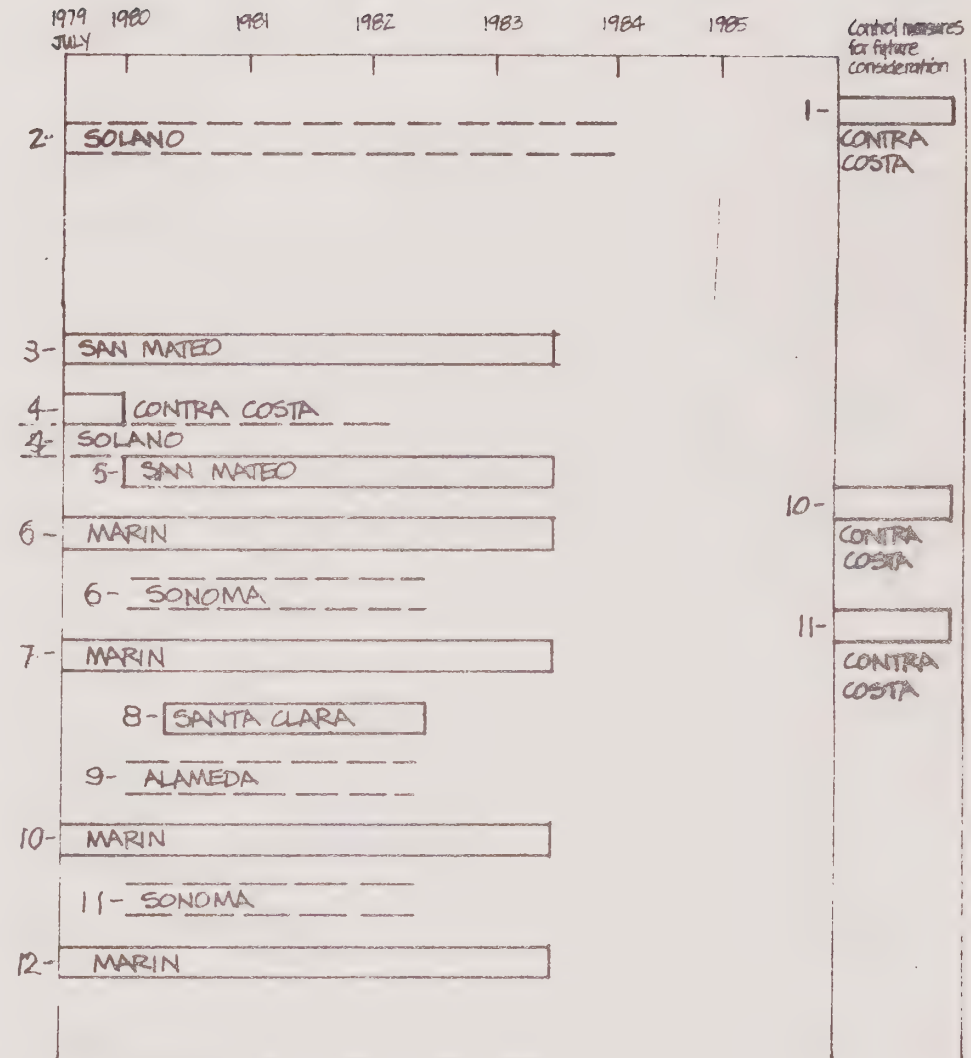 1979 1980 1981 1982 1983 1984 1985
JULY
Control measures
for future
consideration
1-
CONTRA
COSTA
2- SOLANO
3- SAN MATEO
4- CONTRA COSTA
4- SOLANO
5- SAN MATEO
10-
CONTRA
COSTA
6- MARIN
6- SONOMA
11-
CONTRA
COSTA
7- MARIN
8- SANTA CLARA
9- ALAMEDA
10- MARIN
11- SONOMA
12- MARIN